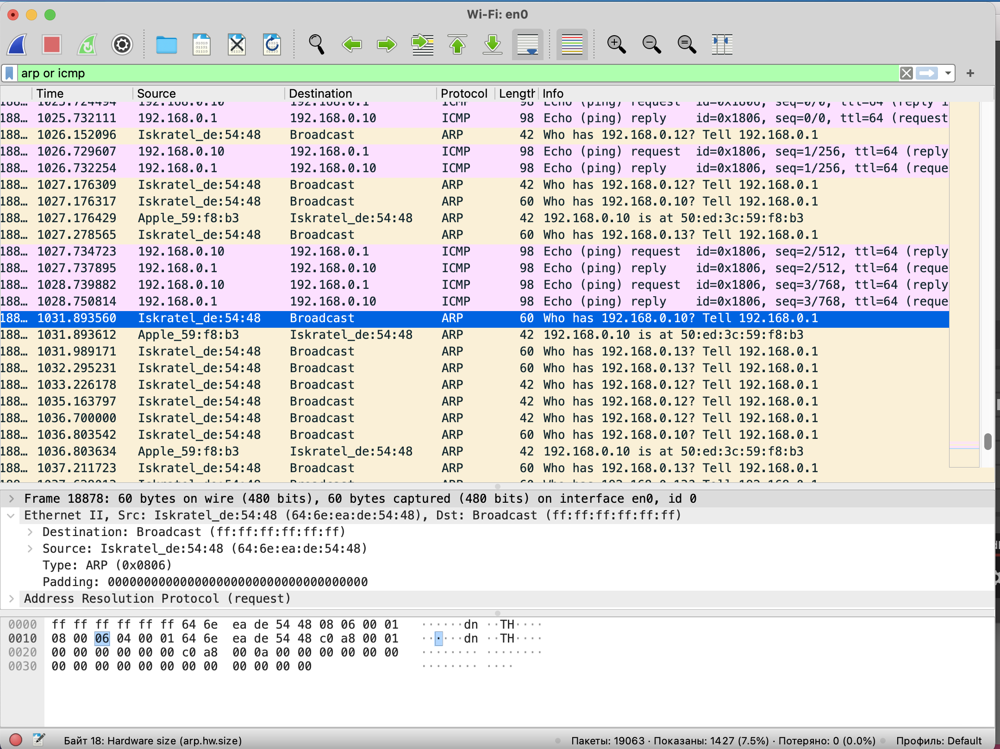 Wi-Fi: en0
arp or icmp
Time Source Destination Protocol Length Info
188… 1025.724494 192.168.0.10 192.168.0.1 ICMP 98 Echo (ping) request id=0x1806, seq=0/0, ttl=64 (reply i
188… 1025.732111 192.168.0.1 192.168.0.10 ICMP 98 Echo (ping) reply id=0x1806, seq=0/0, ttl=64 (request
188… 1026.152096 Iskratel_de:54:48 Broadcast ARP 42 Who has 192.168.0.12? Tell 192.168.0.1
188… 1026.729607 192.168.0.10 192.168.0.1 ICMP 98 Echo (ping) request id=0x1806, seq=1/256, ttl=64 (reply
188… 1026.732254 192.168.0.1 192.168.0.10 ICMP 98 Echo (ping) reply id=0x1806, seq=1/256, ttl=64 (reque
188… 1027.176309 Iskratel_de:54:48 Broadcast ARP 42 Who has 192.168.0.12? Tell 192.168.0.1
188… 1027.176317 Iskratel_de:54:48 Broadcast ARP 60 Who has 192.168.0.10? Tell 192.168.0.1
188… 1027.176429 Apple_59:f8:b3 Iskratel_de:54:48 ARP 42 192.168.0.10 is at 50:ed:3c:59:f8:b3
188… 1027.278565 Iskratel_de:54:48 Broadcast ARP 60 Who has 192.168.0.13? Tell 192.168.0.1
188… 1027.734723 192.168.0.10 192.168.0.1 ICMP 98 Echo (ping) request id=0x1806, seq=2/512, ttl=64 (reply
188… 1027.737895 192.168.0.1 192.168.0.10 ICMP 98 Echo (ping) reply id=0x1806, seq=2/512, ttl=64 (reque
188… 1028.739882 192.168.0.10 192.168.0.1 ICMP 98 Echo (ping) request id=0x1806, seq=3/768, ttl=64 (reply
188… 1028.750814 192.168.0.1 192.168.0.10 ICMP 98 Echo (ping) reply id=0x1806, seq=3/768, ttl=64 (reque
188… 1031.893560 Iskratel_de:54:48 Broadcast ARP 60 Who has 192.168.0.10? Tell 192.168.0.1
188… 1031.893612 Apple_59:f8:b3 Iskratel_de:54:48 ARP 42 192.168.0.10 is at 50:ed:3c:59:f8:b3
188… 1031.989171 Iskratel_de:54:48 Broadcast ARP 60 Who has 192.168.0.13? Tell 192.168.0.1
188… 1032.295231 Iskratel_de:54:48 Broadcast ARP 60 Who has 192.168.0.13? Tell 192.168.0.1
188… 1033.226178 Iskratel_de:54:48 Broadcast ARP 42 Who has 192.168.0.12? Tell 192.168.0.1
188… 1035.163797 Iskratel_de:54:48 Broadcast ARP 42 Who has 192.168.0.12? Tell 192.168.0.1
188… 1036.700000 Iskratel_de:54:48 Broadcast ARP 42 Who has 192.168.0.12? Tell 192.168.0.1
188… 1036.803542 Iskratel_de:54:48 Broadcast ARP 60 Who has 192.168.0.10? Tell 192.168.0.1
188… 1036.803634 Apple_59:f8:b3 Iskratel_de:54:48 ARP 42 192.168.0.10 is at 50:ed:3c:59:f8:b3
188… 1037.211723 Iskratel_de:54:48 Broadcast ARP 60 Who has 192.168.0.13? Tell 192.168.0.1
Frame 18878: 60 bytes on wire (480 bits), 60 bytes captured (480 bits) on interface en0, id 0
Ethernet II, Src: Iskratel_de:54:48 (64:6e:ea:de:54:48), Dst: Broadcast (ff:ff:ff:ff:ff:ff)
Destination: Broadcast (ff:ff:ff:ff:ff:ff)
Source: Iskratel_de:54:48 (64:6e:ea:de:54:48)
Type: ARP (0x0806)
Padding: 000000000000000000000000000000000000
Address Resolution Protocol (request)
0000 ff ff ff ff ff ff 64 6e ea de 54 48 08 06 00 01 ······dn ··TH····
0010 08 00 06 04 00 01 64 6e ea de 54 48 c0 a8 00 01 ······dn ··TH····
0020 00 00 00 00 00 00 c0 a8 00 0a 00 00 00 00 00 00 ········ ········
0030 00 00 00 00 00 00 00 00 00 00 00 00 ········ ····
Байт 18: Hardware size (arp.hw.size) Пакеты: 19063 · Показаны: 1427 (7.5%) · Потеряно: 0 (0.0%) Профиль: Default